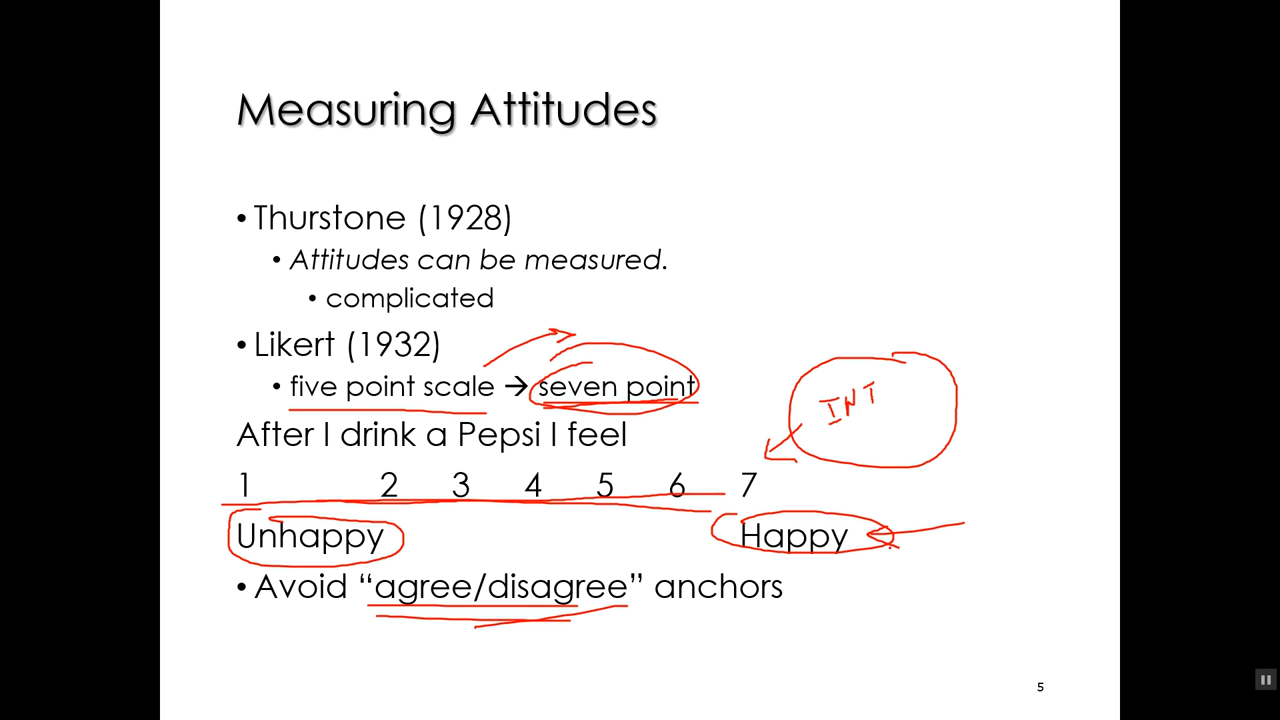 Measuring Attitudes
• Thurstone (1928)
• Attitudes can be measured.
• complicated
• Likert (1932)
• five point scale → seven point
INT
After I drink a Pepsi I feel
1 2 3 4 5 6 7
Unhappy Happy
• Avoid “agree/disagree” anchors
5